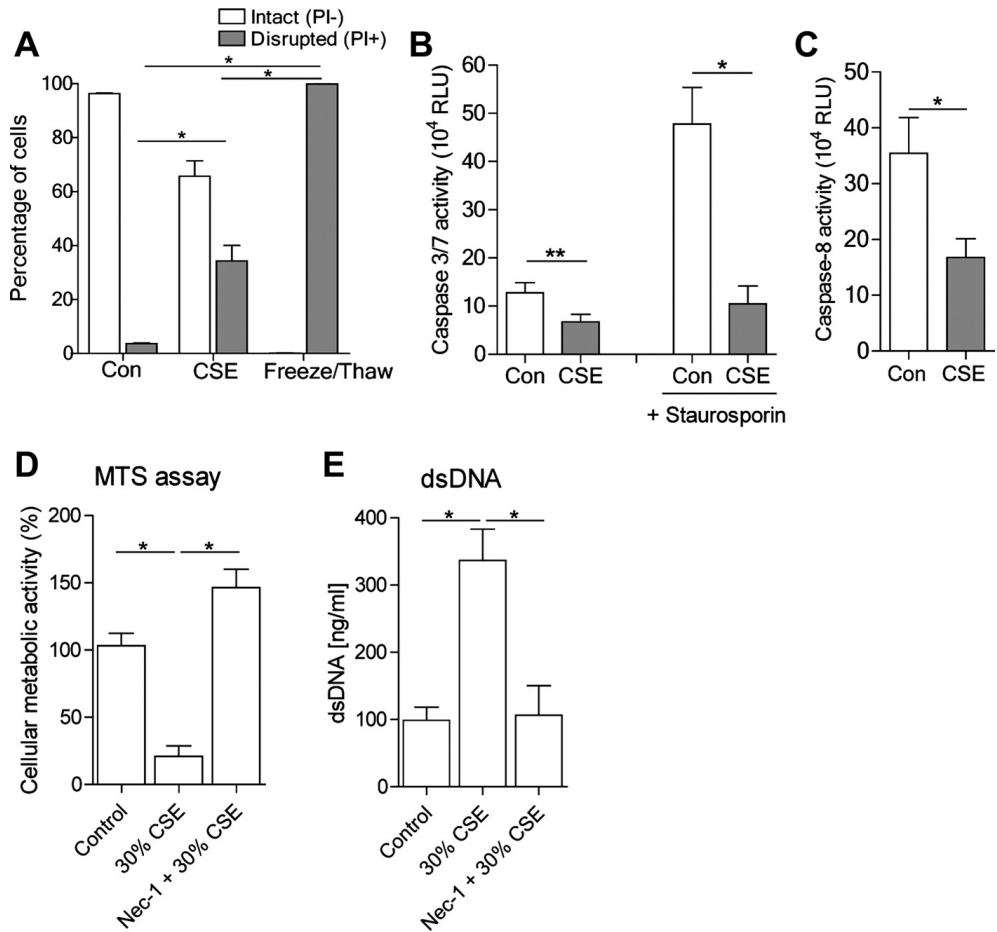 Intact (PI-)
Disrupted (PI+)
A
*
*
*
100
80
60
40
20
0
Percentage of cells
Con
CSE
Freeze/Thaw
B
60
50
40
30
20
10
0
Caspase 3/7 activity (10⁴ RLU)
**
*
Con
CSE
Con
CSE
+ Staurosporin
C
50
40
30
20
10
0
Caspase-8 activity (10⁴ RLU)
*
Con
CSE
D
MTS assay
200
150
100
50
0
Cellular metabolic activity (%)
*
*
Control
30% CSE
Nec-1 + 30% CSE
E
dsDNA
400
300
200
100
0
dsDNA [ng/ml]
*
*
Control
30% CSE
Nec-1 + 30% CSE